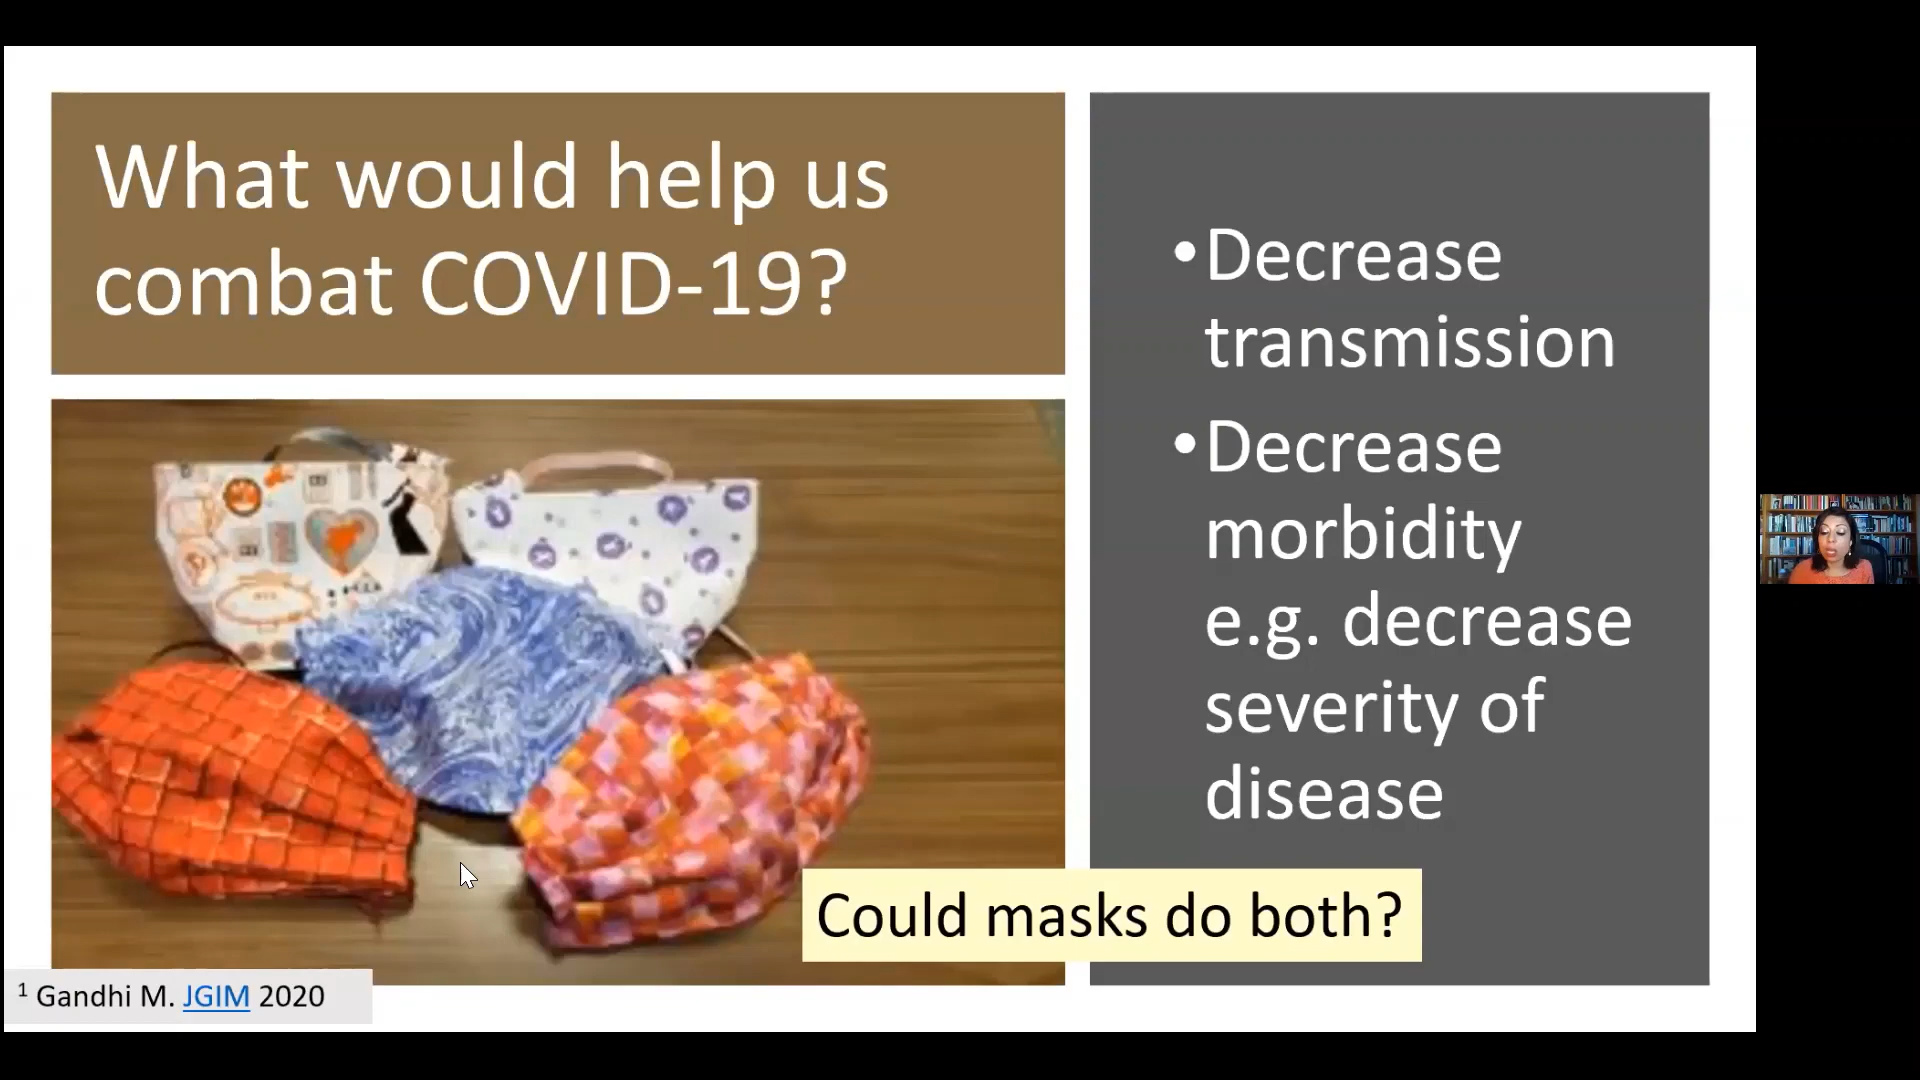 What would help us
combat COVID-19?
•Decrease
transmission
•Decrease
morbidity
e.g. decrease
severity of
disease
Could masks do both?
¹ Gandhi M. JGIM 2020